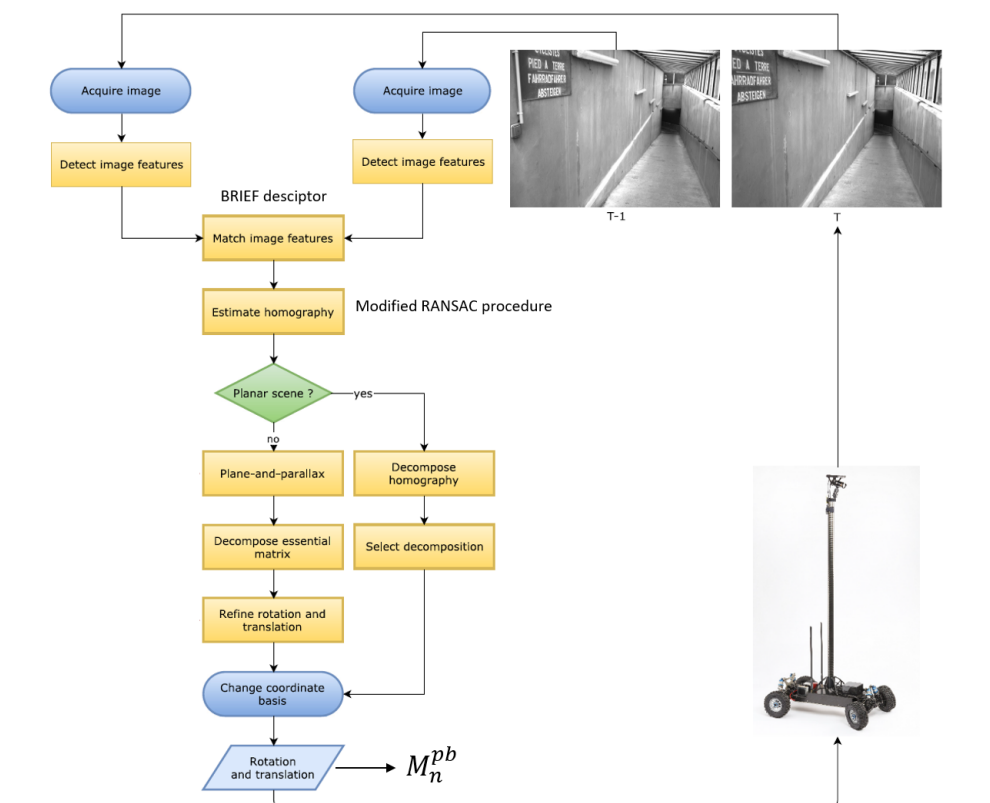 Acquire image
Acquire image
PIED A TERRE
FAHRRADFAHRER
ABSTEIGEN
ED A TERRE
AHRRADFAHRER
ABSTEIGEN
Detect image features
Detect image features
T-1
T
BRIEF desciptor
Match image features
Estimate homography
Modified RANSAC procedure
Planar scene ?
yes
no
Plane-and-parallax
Decompose
homography
Decompose essential
matrix
Select decomposition
Refine rotation and
translation
Change coordinate
basis
Rotation
and translation
M_n^{pb}